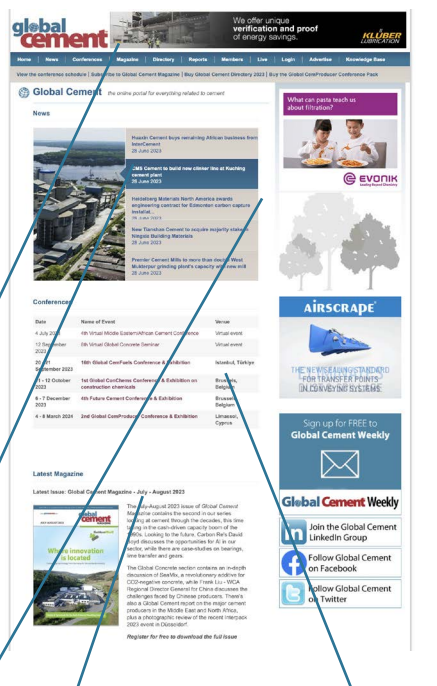 global cement
We offer unique
verification and proof
of energy savings.
KLÜBER
LUBRICATION
Home News Conferences Magazine Directory Reports Members Live Login Advertise Knowledge Base
View the conference schedule | Subscribe to Global Cement Magazine | Buy Global Cement Directory 2023 | Buy the Global CemProducer Conference Pack
Global Cement the online portal for everything related to cement
News
Huaxin Cement buys remaining African business from
InterCement
28 June 2023
CMS Cement to build new clinker line at Kuching
cement plant
28 June 2023
Heidelberg Materials North America awards
engineering contract for Edmonton carbon capture
installat...
28 June 2023
New Tianshan Cement to acquire majority stake in
Ningxia Building Materials
28 June 2023
Premier Cement Mills to more than double West
Mukterpur grinding plant's capacity with new mill
28 June 2023
Conferences
Date Name of Event Venue
4 July 2023 4th Virtual Middle Eastern/African Cement Conference Virtual event
12 September
2023 8th Virtual Global Concrete Seminar Virtual event
September 2023 16th Global CemFuels Conference & Exhibition Istanbul, Türkiye
11 - 12 October
2023 1st Global ConChems Conference & Exhibition on
construction chemicals Brussels,
Belgium
6 - 7 December
2023 4th Future Cement Conference & Exhibition Brussels,
Belgium
4 - 8 March 2024 2nd Global CemProducer Conference & Exhibition Limassol,
Cyprus
Latest Magazine
Latest Issue: Global Cement Magazine - July - August 2023
global
cement
Where innovation
is located
The July-August 2023 issue of Global Cement
Magazine contains the second in our series
looking at cement through the decades, this time
taking in the cash-driven capacity boom of the
1990s. Looking to the future, Carbon Re's David
Boyd discusses the opportunities for AI in our
sector, while there are case-studies on bearings,
line transfer and gears.
The Global Concrete section contains an in-depth
discussion of SeaMix, a revolutionary additive for
CO2-negative concrete, while Frank Liu - WCA
Regional Director General for China discusses the
challenges faced by Chinese producers. There's
also a Global Cement report on the major cement
producers in the Middle East and North Africa,
plus a photographic review of the recent interpack
2023 event in Düsseldorf.
Register for free to download the full issue
What can pasta teach us
about filtration?
EVONIK
Leading Beyond Chemistry
AIRSCRAPE
THE NEW SEALING STANDARD
FOR TRANSFER POINTS
IN CONVEYING SYSTEMS
Sign up for FREE to
Global Cement Weekly
Global Cement Weekly
in Join the Global Cement
LinkedIn Group
f Follow Global Cement
on Facebook
Follow Global Cement
on Twitter